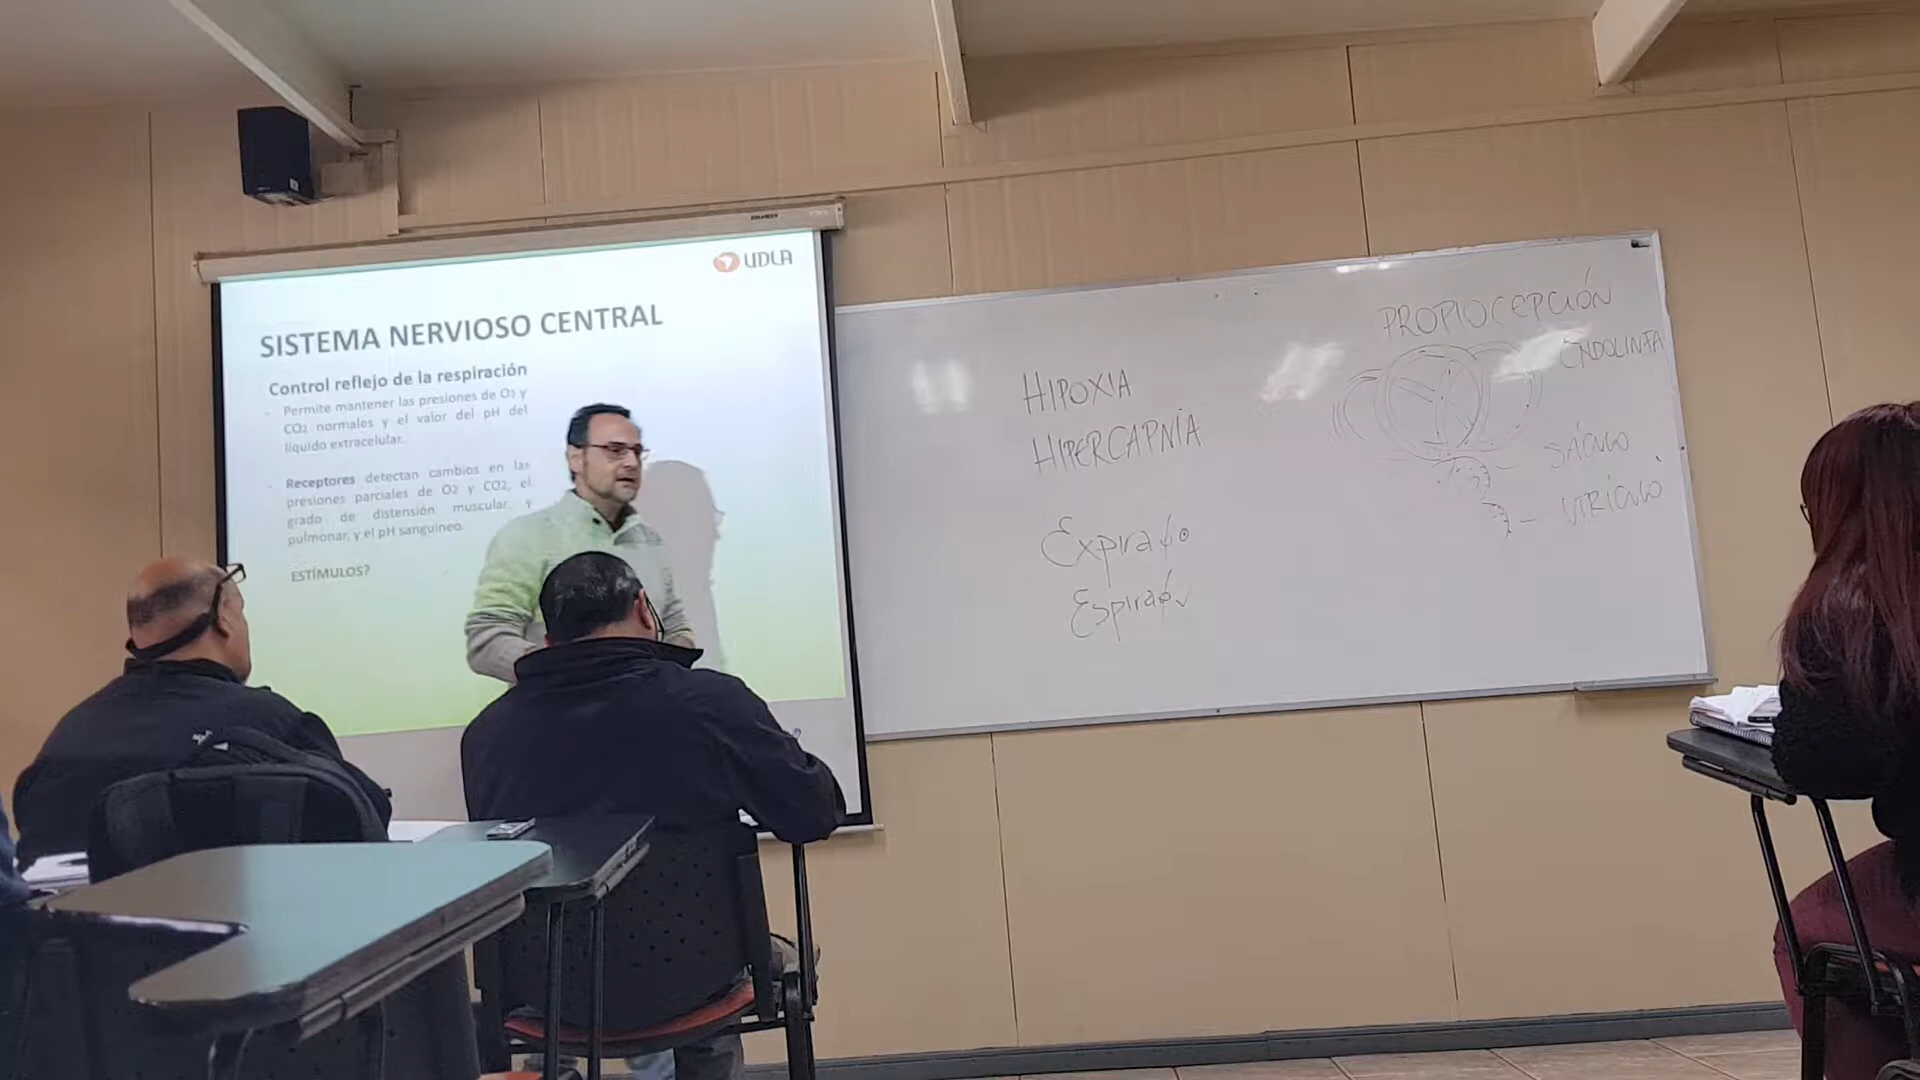 UDLA
SISTEMA NERVIOSO CENTRAL
Control reflejo de la respiración
- Permite mantener las presiones de O2 y
CO2 normales y el valor del pH del
líquido extracelular.
- Receptores detectan cambios en las
presiones parciales de O2 y CO2, el
grado de distensión muscular y
pulmonar, y el pH sanguíneo.
ESTÍMULOS?
HIPOXIA
HIPERCAPNIA
PROPIOCEPCIÓN
ENDOLINFA
SÁCULO
UTRÍCULO